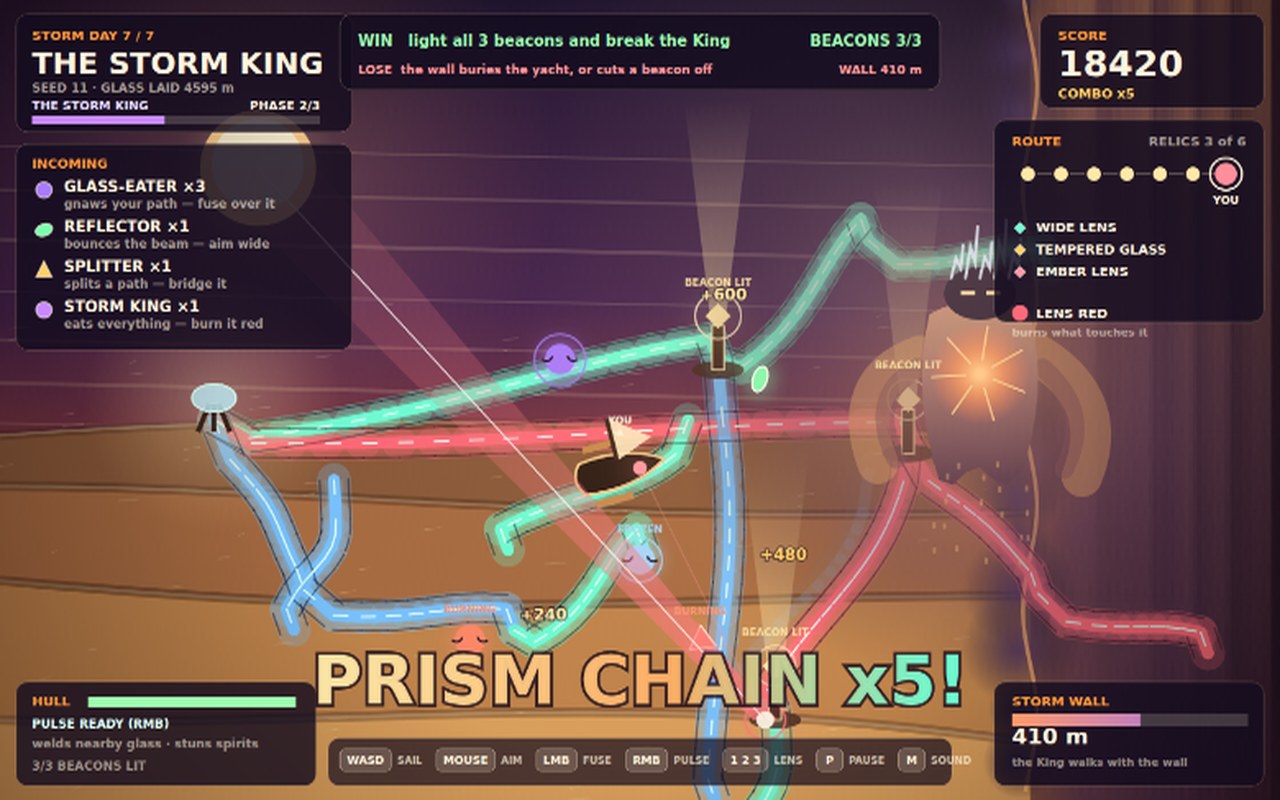 STORM DAY 7 / 7
THE STORM KING
SEED 11 · GLASS LAID 4595 m
THE STORM KING PHASE 2/3
WIN light all 3 beacons and break the King BEACONS 3/3
LOSE the wall buries the yacht, or cuts a beacon off WALL 410 m
SCORE
18420
COMBO x5
INCOMING
GLASS-EATER ×3
gnaws your path — fuse over it
REFLECTOR ×1
bounces the beam — aim wide
SPLITTER ×1
splits a path — bridge it
STORM KING ×1
eats everything — burn it red
ROUTE RELICS 3 of 6
YOU
WIDE LENS
TEMPERED GLASS
EMBER LENS
LENS RED
burns what touches it
BEACON LIT
+600
BEACON LIT
YOU
FROZEN
+480
BURNING
+240
BURNING
BEACON LIT
PRISM CHAIN x5!
HULL
PULSE READY (RMB)
welds nearby glass · stuns spirits
3/3 BEACONS LIT
WASD SAIL MOUSE AIM LMB FUSE RMB PULSE 1 2 3 LENS P PAUSE M SOUND
STORM WALL
410 m
the King walks with the wall